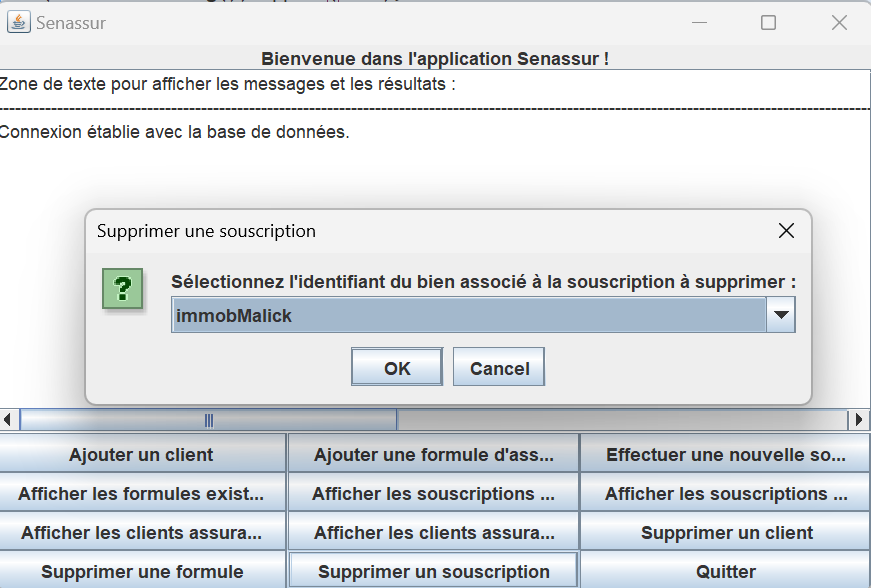 Senassur
Bienvenue dans l'application Senassur !
Zone de texte pour afficher les messages et les résultats :
Connexion établie avec la base de données.
Supprimer une souscription
Sélectionnez l'identifiant du bien associé à la souscription à supprimer :
immobMalick
OK Cancel
Ajouter un client Ajouter une formule d'ass... Effectuer une nouvelle so...
Afficher les formules exist... Afficher les souscriptions ... Afficher les souscriptions ...
Afficher les clients assura... Afficher les clients assura... Supprimer un client
Supprimer une formule Supprimer un souscription Quitter